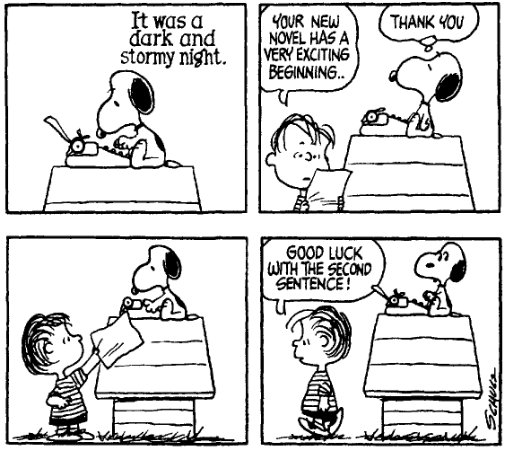 It was a
dark and
stormy night.
YOUR NEW
NOVEL HAS A
VERY EXCITING
BEGINNING..
THANK YOU
GOOD LUCK
WITH THE SECOND
SENTENCE!
SCHULZ